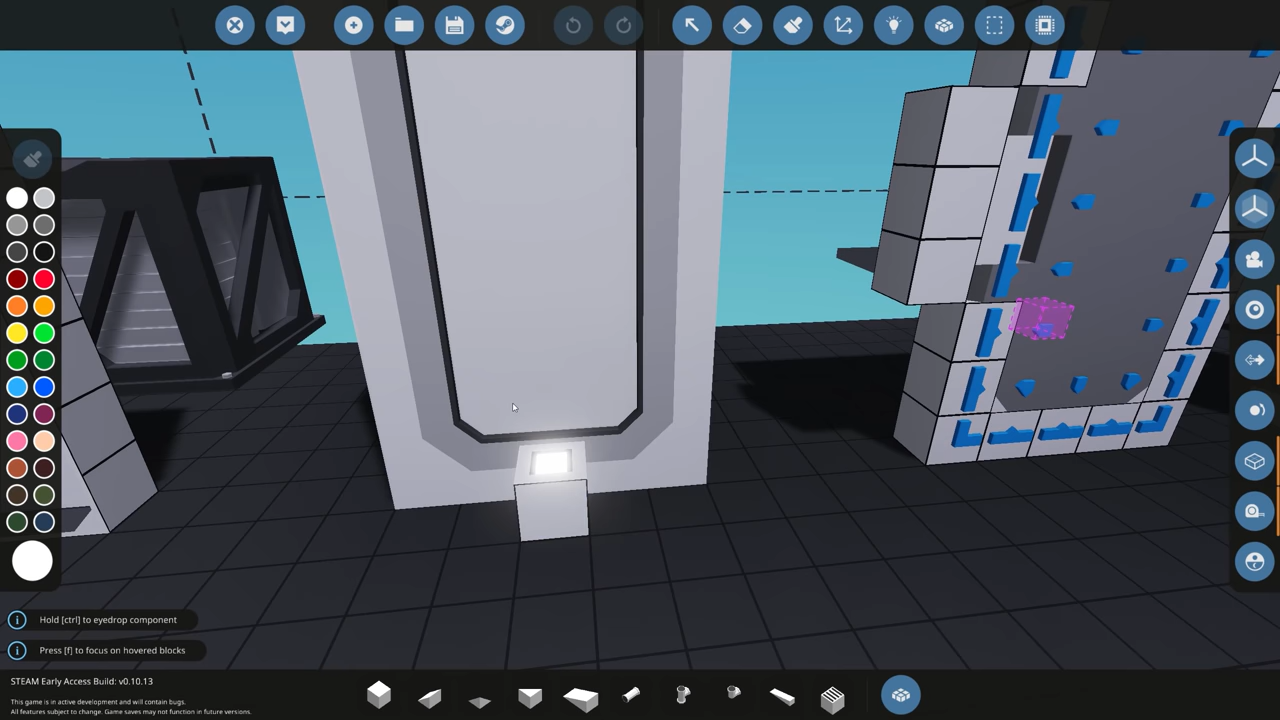 Hold [ctrl] to eyedrop component
Press [f] to focus on hovered blocks
STEAM Early Access Build: v0.10.13
This game is in active development and will contain bugs.
All features subject to change. Game saves may not function in future versions.